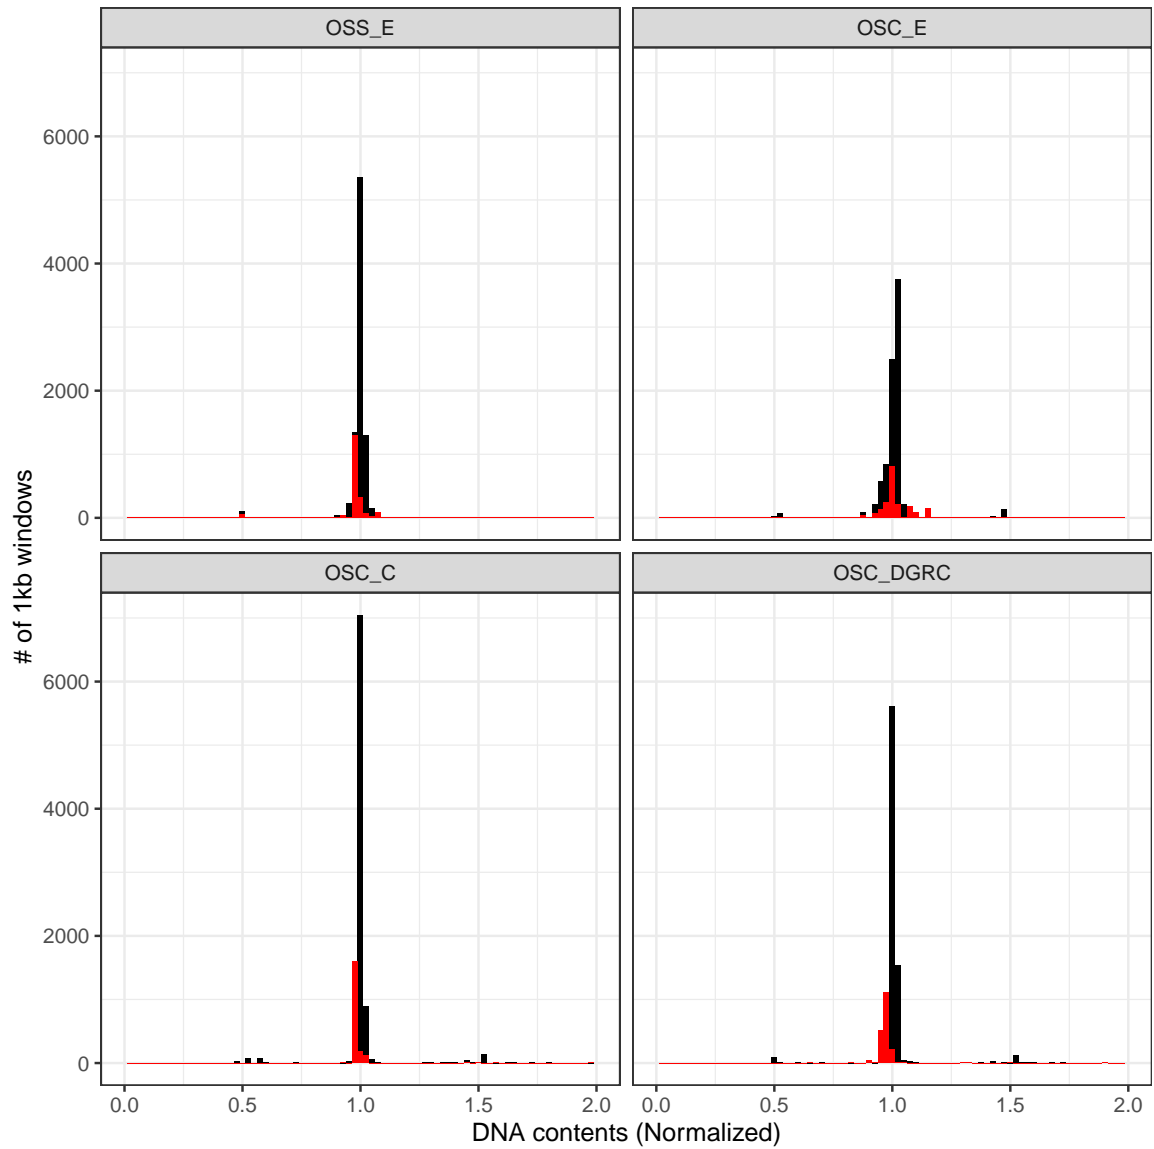 OSS_E
OSC_E
6000
4000
2000
0
OSC_C
OSC_DGRC
6000
4000
2000
0
# of 1kb windows
0.0 0.5 1.0 1.5 2.0 0.0 0.5 1.0 1.5 2.0
DNA contents (Normalized)